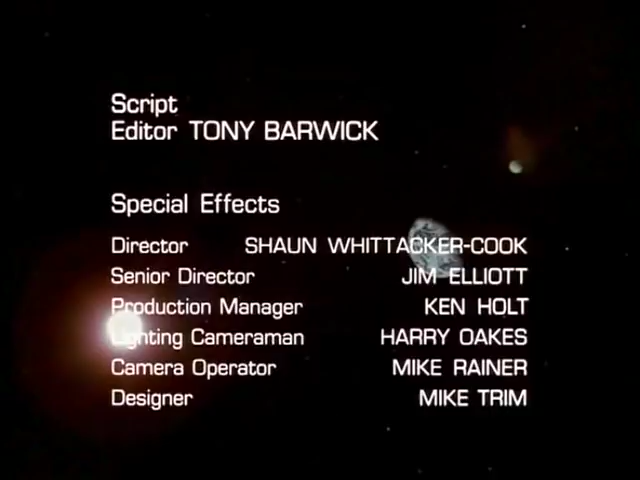 Script
Editor TONY BARWICK
Special Effects
Director SHAUN WHITTACKER-COOK
Senior Director JIM ELLIOTT
Production Manager KEN HOLT
Lighting Cameraman HARRY OAKES
Camera Operator MIKE RAINER
Designer MIKE TRIM